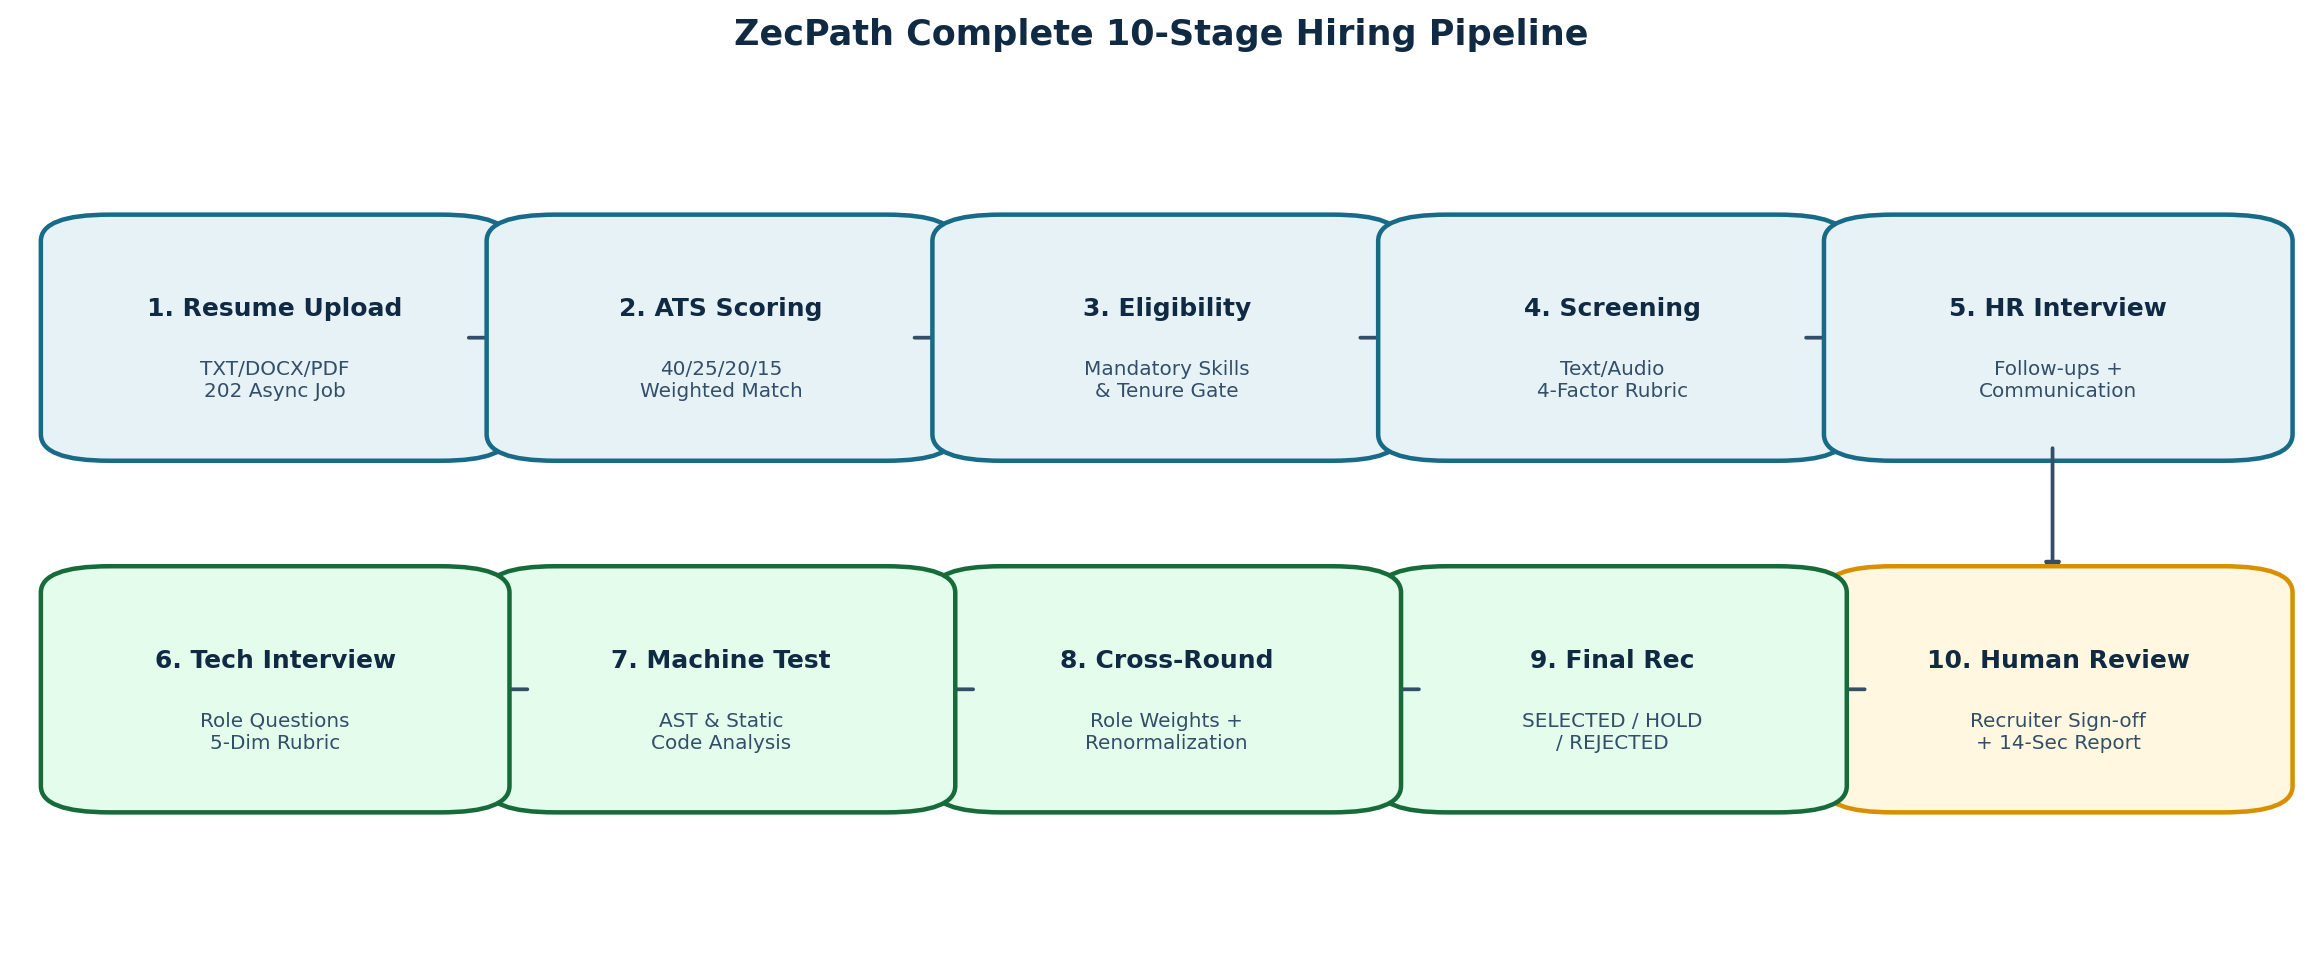 ZecPath Complete 10-Stage Hiring Pipeline
1. Resume Upload
TXT/DOCX/PDF
202 Async Job
2. ATS Scoring
40/25/20/15
Weighted Match
3. Eligibility
Mandatory Skills
& Tenure Gate
4. Screening
Text/Audio
4-Factor Rubric
5. HR Interview
Follow-ups +
Communication
6. Tech Interview
Role Questions
5-Dim Rubric
7. Machine Test
AST & Static
Code Analysis
8. Cross-Round
Role Weights +
Renormalization
9. Final Rec
SELECTED / HOLD
/ REJECTED
10. Human Review
Recruiter Sign-off
+ 14-Sec Report